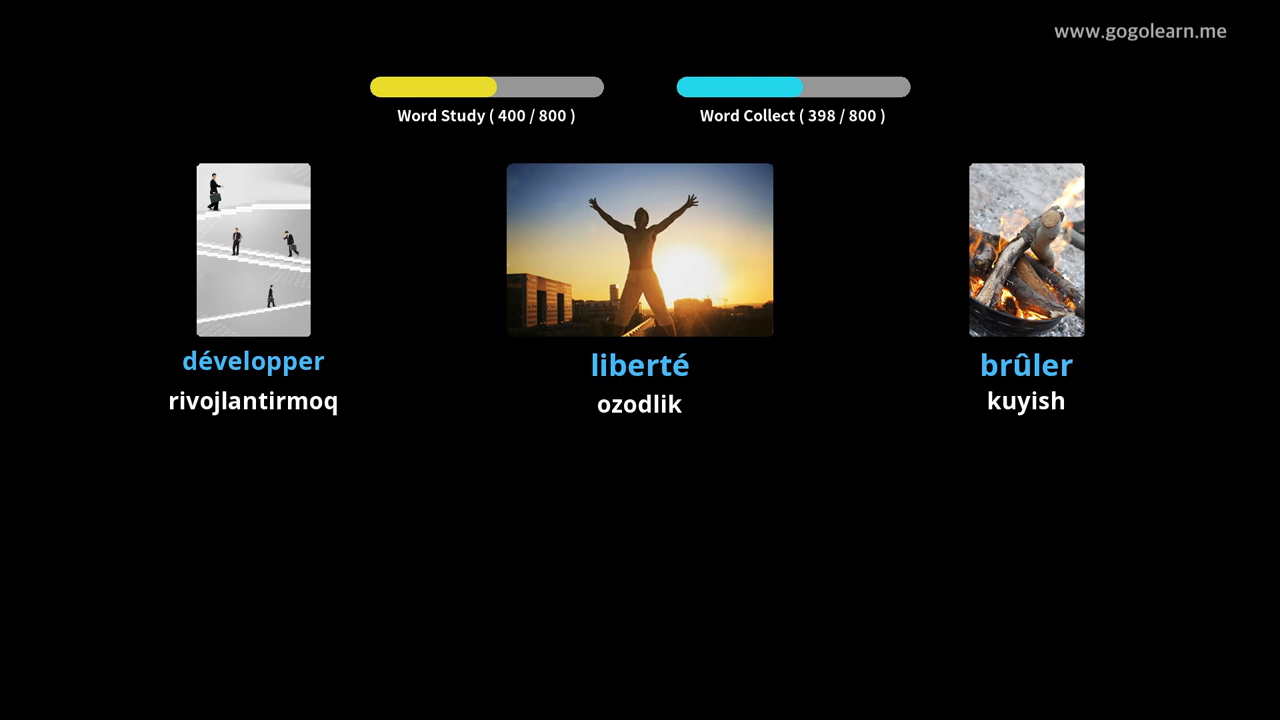 www.gogolearn.me
Word Study ( 400 / 800 )
Word Collect ( 398 / 800 )
développer
liberté
brûler
rivojlantirmoq
ozodlik
kuyish